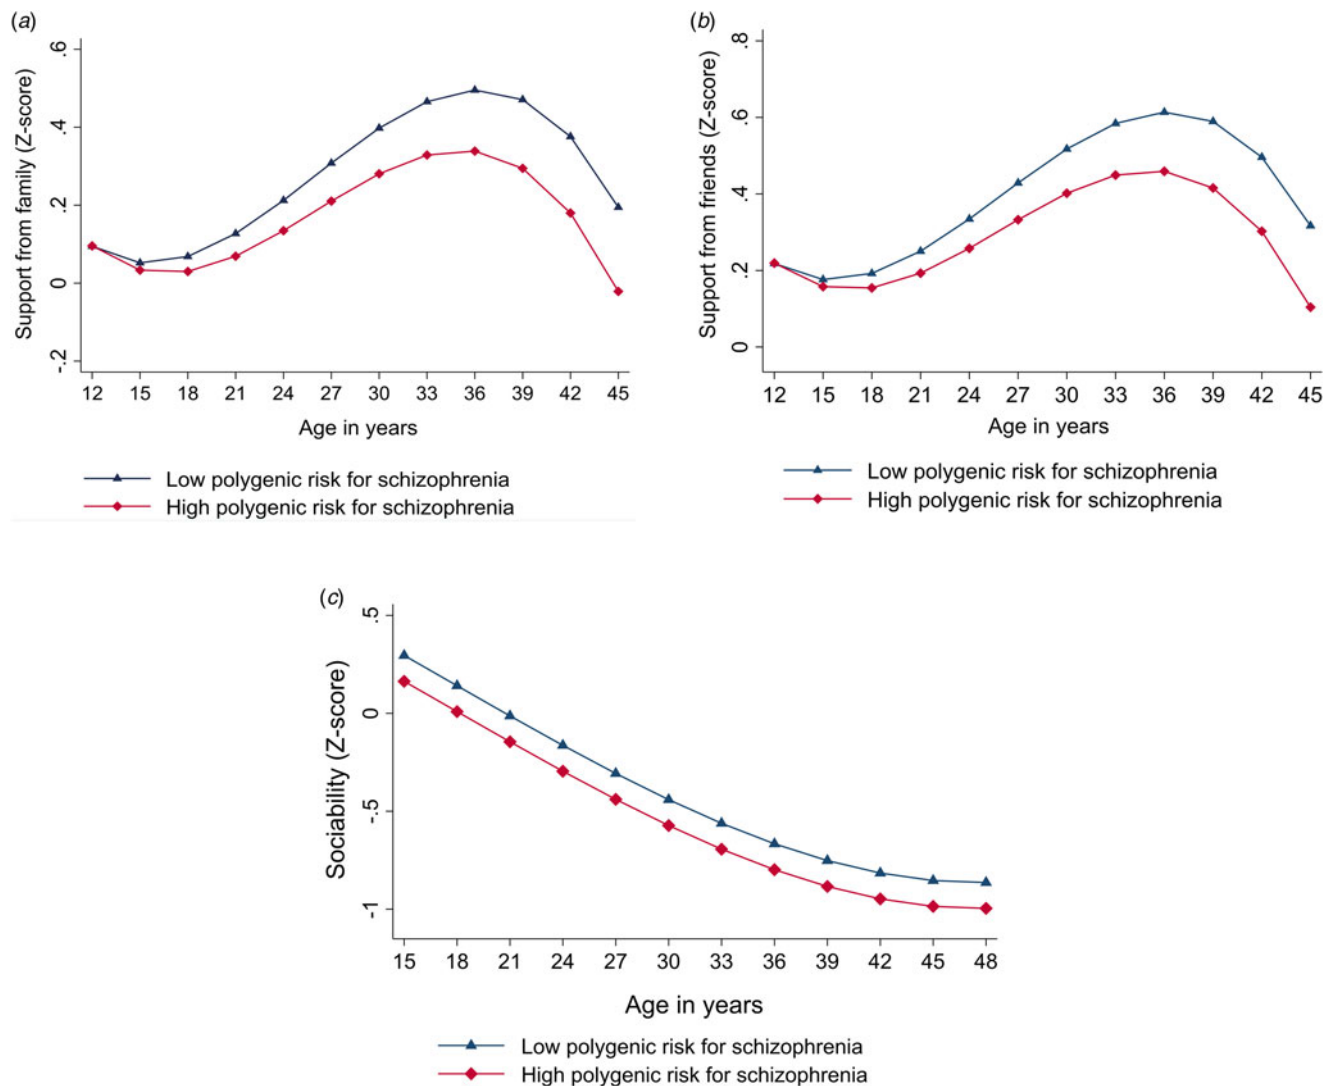 (a)
Support from family (Z-score)
.6
.4
.2
0
-.2
12 15 18 21 24 27 30 33 36 39 42 45
Age in years
Low polygenic risk for schizophrenia
High polygenic risk for schizophrenia
(b)
Support from friends (Z-score)
.8
.6
.4
.2
0
12 15 18 21 24 27 30 33 36 39 42 45
Age in years
Low polygenic risk for schizophrenia
High polygenic risk for schizophrenia
(c)
Sociability (Z-score)
.5
0
-.5
-1
15 18 21 24 27 30 33 36 39 42 45 48
Age in years
Low polygenic risk for schizophrenia
High polygenic risk for schizophrenia